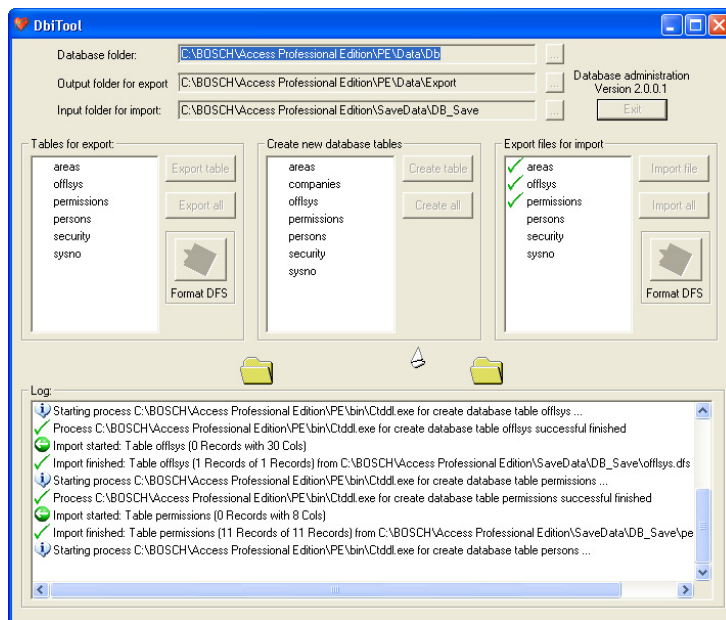 DbiTool
Database folder: C:\BOSCH\Access Professional Edition\PE\Data\Db ...
Output folder for export C:\BOSCH\Access Professional Edition\PE\Data\Export ...
Input folder for import: C:\BOSCH\Access Professional Edition\SaveData\DB_Save ...
Database administration
Version 2.0.0.1
Exit
Tables for export:
areas
offlsys
permissions
persons
security
sysno
Export table
Export all
Format DFS
Create new database tables
areas
companies
offlsys
permissions
persons
security
sysno
Create table
Create all
Export files for import
areas
offlsys
permissions
persons
security
sysno
Import file
Import all
Format DFS
Log:
Starting process C:\BOSCH\Access Professional Edition\PE\bin\Ctddl.exe for create database table offlsys ...
Process C:\BOSCH\Access Professional Edition\PE\bin\Ctddl.exe for create database table offlsys successful finished
Import started: Table offlsys (0 Records with 30 Cols)
Import finished: Table offlsys (1 Records of 1 Records) from C:\BOSCH\Access Professional Edition\SaveData\DB_Save\offlsys.dfs
Starting process C:\BOSCH\Access Professional Edition\PE\bin\Ctddl.exe for create database table permissions ...
Process C:\BOSCH\Access Professional Edition\PE\bin\Ctddl.exe for create database table permissions successful finished
Import started: Table permissions (0 Records with 8 Cols)
Import finished: Table permissions (11 Records of 11 Records) from C:\BOSCH\Access Professional Edition\SaveData\DB_Save\pe
Starting process C:\BOSCH\Access Professional Edition\PE\bin\Ctddl.exe for create database table persons ...